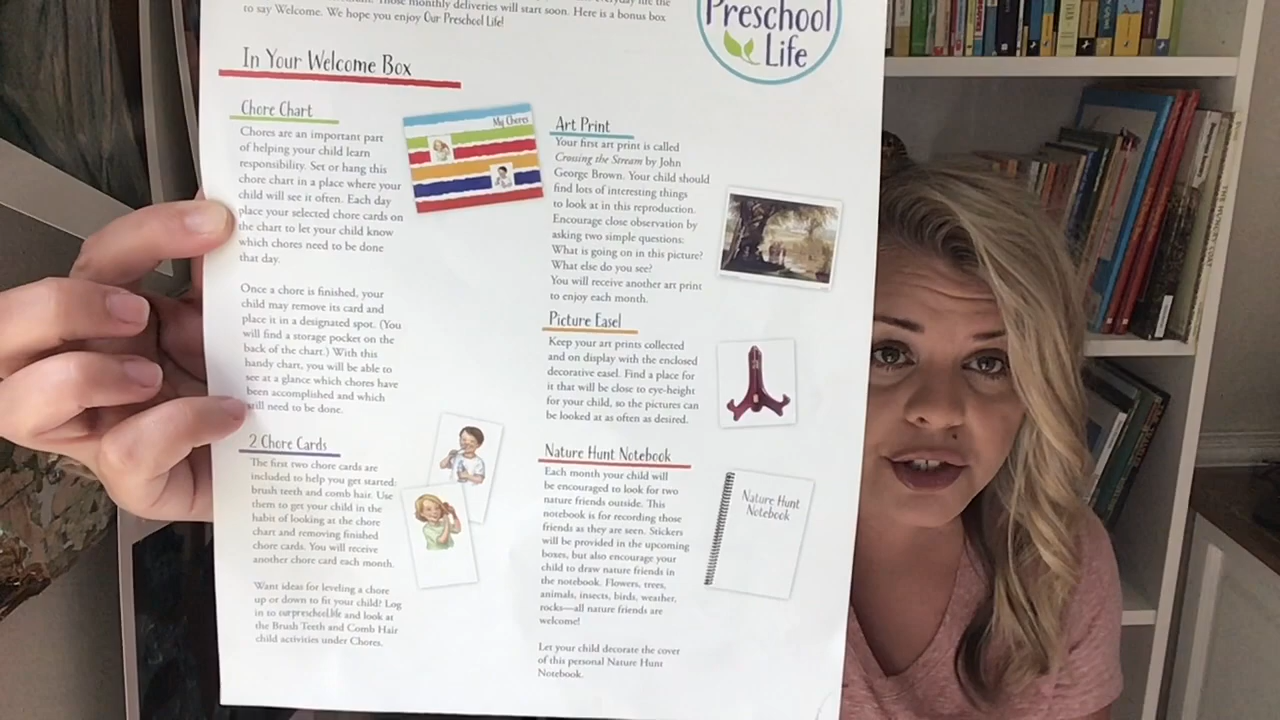 Those monthly deliveries will start soon. Here is a bonus box
to say Welcome. We hope you enjoy Our Preschool Life!
Preschool
Life
In Your Welcome Box
Chore Chart
Chores are an important part
of helping your child learn
responsibility. Set or hang this
chore chart in a place where your
child will see it often. Each day
place your selected chore cards on
the chart to let your child know
which chores need to be done
that day.
Once a chore is finished, your
child may remove its card and
place it in a designated spot. (You
will find a storage pocket on the
back of the chart.) With this
handy chart, you will be able to
see at a glance which chores have
been accomplished and which
still need to be done.
My Chores
2 Chore Cards
The first two chore cards are
included to help you get started:
brush teeth and comb hair. Use
them to get your child in the
habit of looking at the chore
chart and removing finished
chore cards. You will receive
another chore card each month.
Want ideas for leveling a chore
up or down to fit your child? Log
in to ourpreschool.life and look at
the Brush Teeth and Comb Hair
child activities under Chores.
Art Print
Your first art print is called
Crossing the Stream by John
George Brown. Your child should
find lots of interesting things
to look at in this reproduction.
Encourage close observation by
asking two simple questions:
What is going on in this picture?
What else do you see?
You will receive another art print
to enjoy each month.
Picture Easel
Keep your art prints collected
and on display with the enclosed
decorative easel. Find a place for
it that will be close to eye-height
for your child, so the pictures can
be looked at as often as desired.
Nature Hunt Notebook
Each month your child will
be encouraged to look for two
nature friends outside. This
notebook is for recording those
friends as they are seen. Stickers
will be provided in the upcoming
boxes, but also encourage your
child to draw nature friends in
the notebook. Flowers, trees,
animals, insects, birds, weather,
rocks—all nature friends are
welcome!
Let your child decorate the cover
of this personal Nature Hunt
Notebook.
Nature Hunt
Notebook